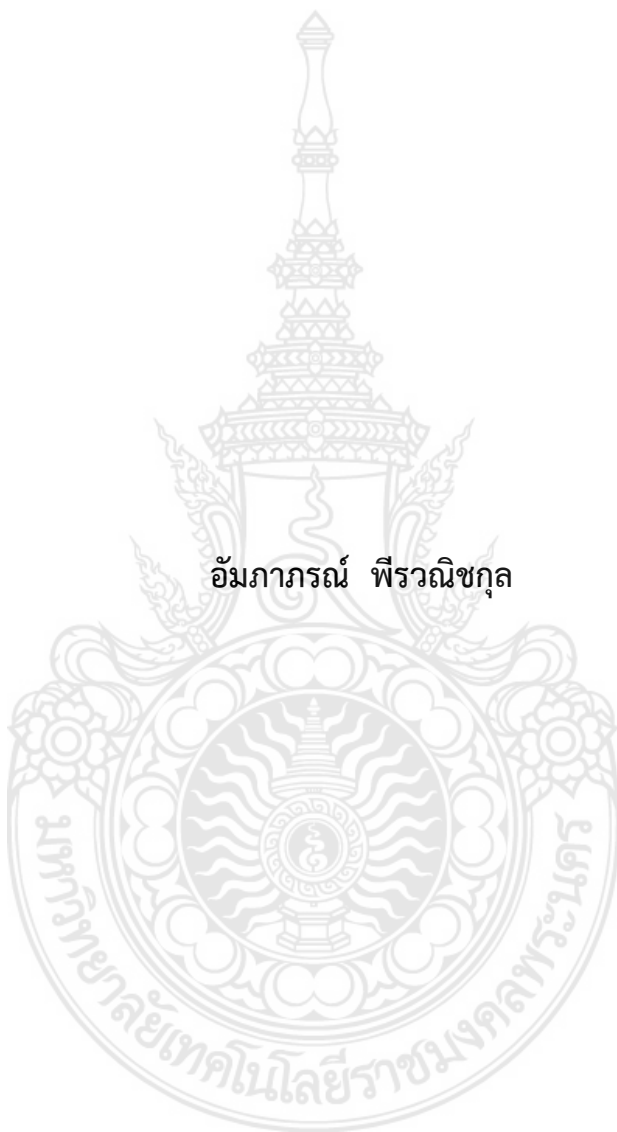 อัมภาภรณ์ พีรวณิชกุล
มหาวิทยาลัยเทคโนโลยีราชมงคลพระนคร